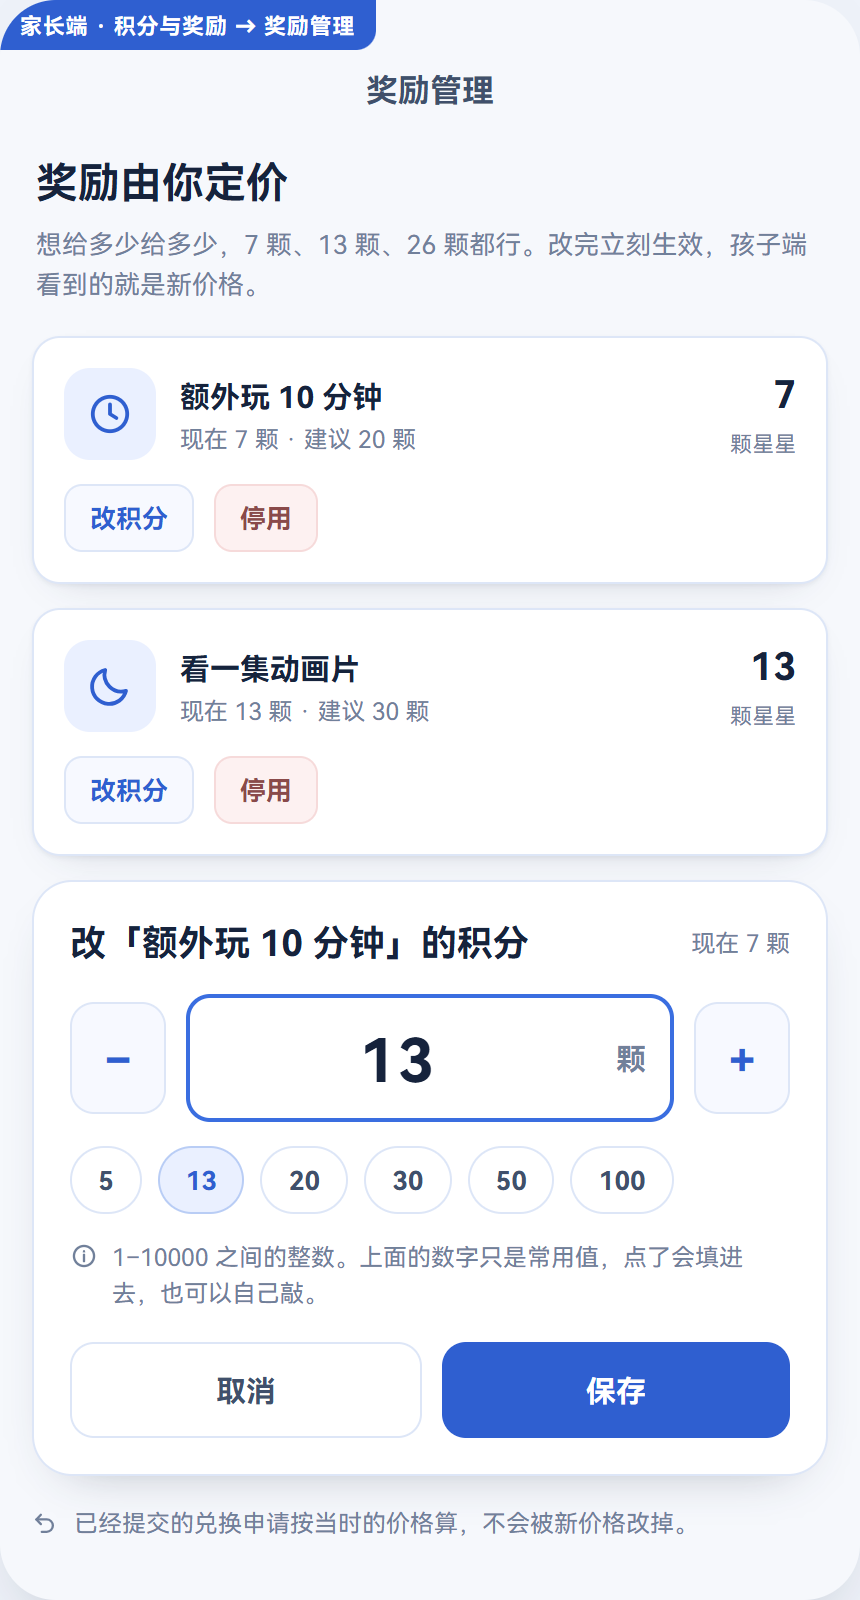 家长端 · 积分与奖励 → 奖励管理
奖励管理
奖励由你定价
想给多少给多少，7 颗、13 颗、26 颗都行。改完立刻生效，孩子端
看到的就是新价格。
额外玩 10 分钟
7
现在 7 颗 · 建议 20 颗
颗星星
改积分
停用
看一集动画片
13
现在 13 颗 · 建议 30 颗
颗星星
改积分
停用
改「额外玩 10 分钟」的积分
现在 7 颗
−
13
颗
+
5
13
20
30
50
100
1–10000 之间的整数。上面的数字只是常用值，点了会填进
去，也可以自己敲。
取消
保存
已经提交的兑换申请按当时的价格算，不会被新价格改掉。